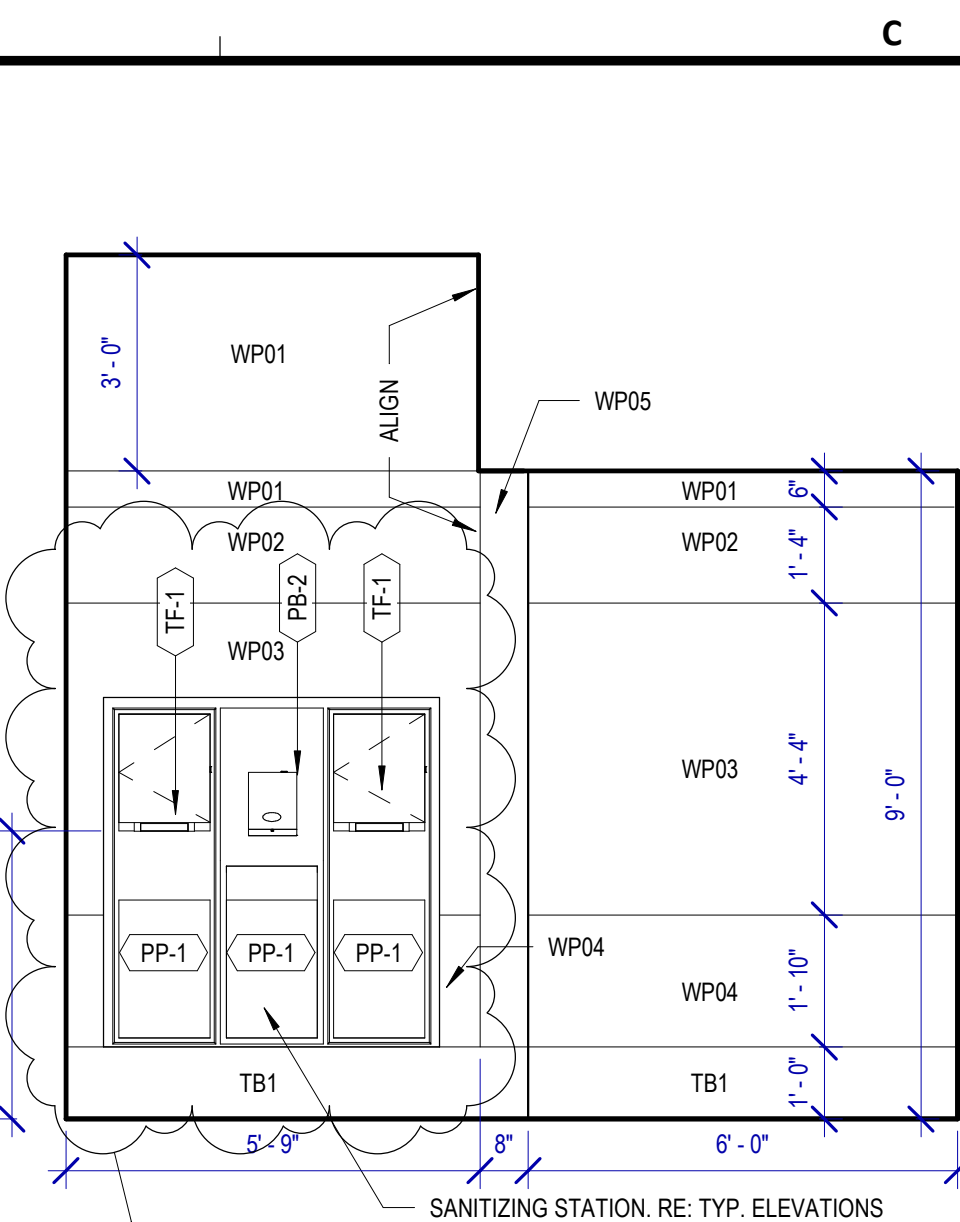 C
3' - 0"
WP01
ALIGN
WP05
WP01
WP01
6"
WP02
WP02
1' - 4"
TF-1
PB-2
TF-1
WP03
WP03
4' - 4"
9' - 0"
PP-1
PP-1
PP-1
WP04
WP04
1' - 10"
TB1
TB1
1' - 0"
5' - 9"
8"
6' - 0"
SANITIZING STATION. RE: TYP. ELEVATIONS